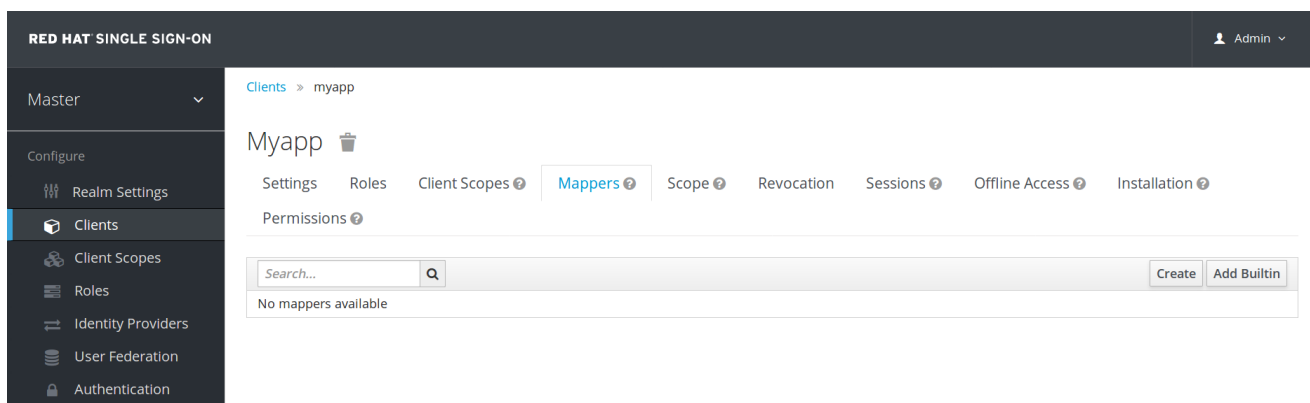 RED HAT SINGLE SIGN-ON
Admin
Master
Clients » myapp
Configure
Myapp
Settings Roles Client Scopes Mappers Scope Revocation Sessions Offline Access Installation
Permissions
Realm Settings
Clients
Client Scopes
Roles
Identity Providers
User Federation
Authentication
Search... Create Add Builtin
No mappers available